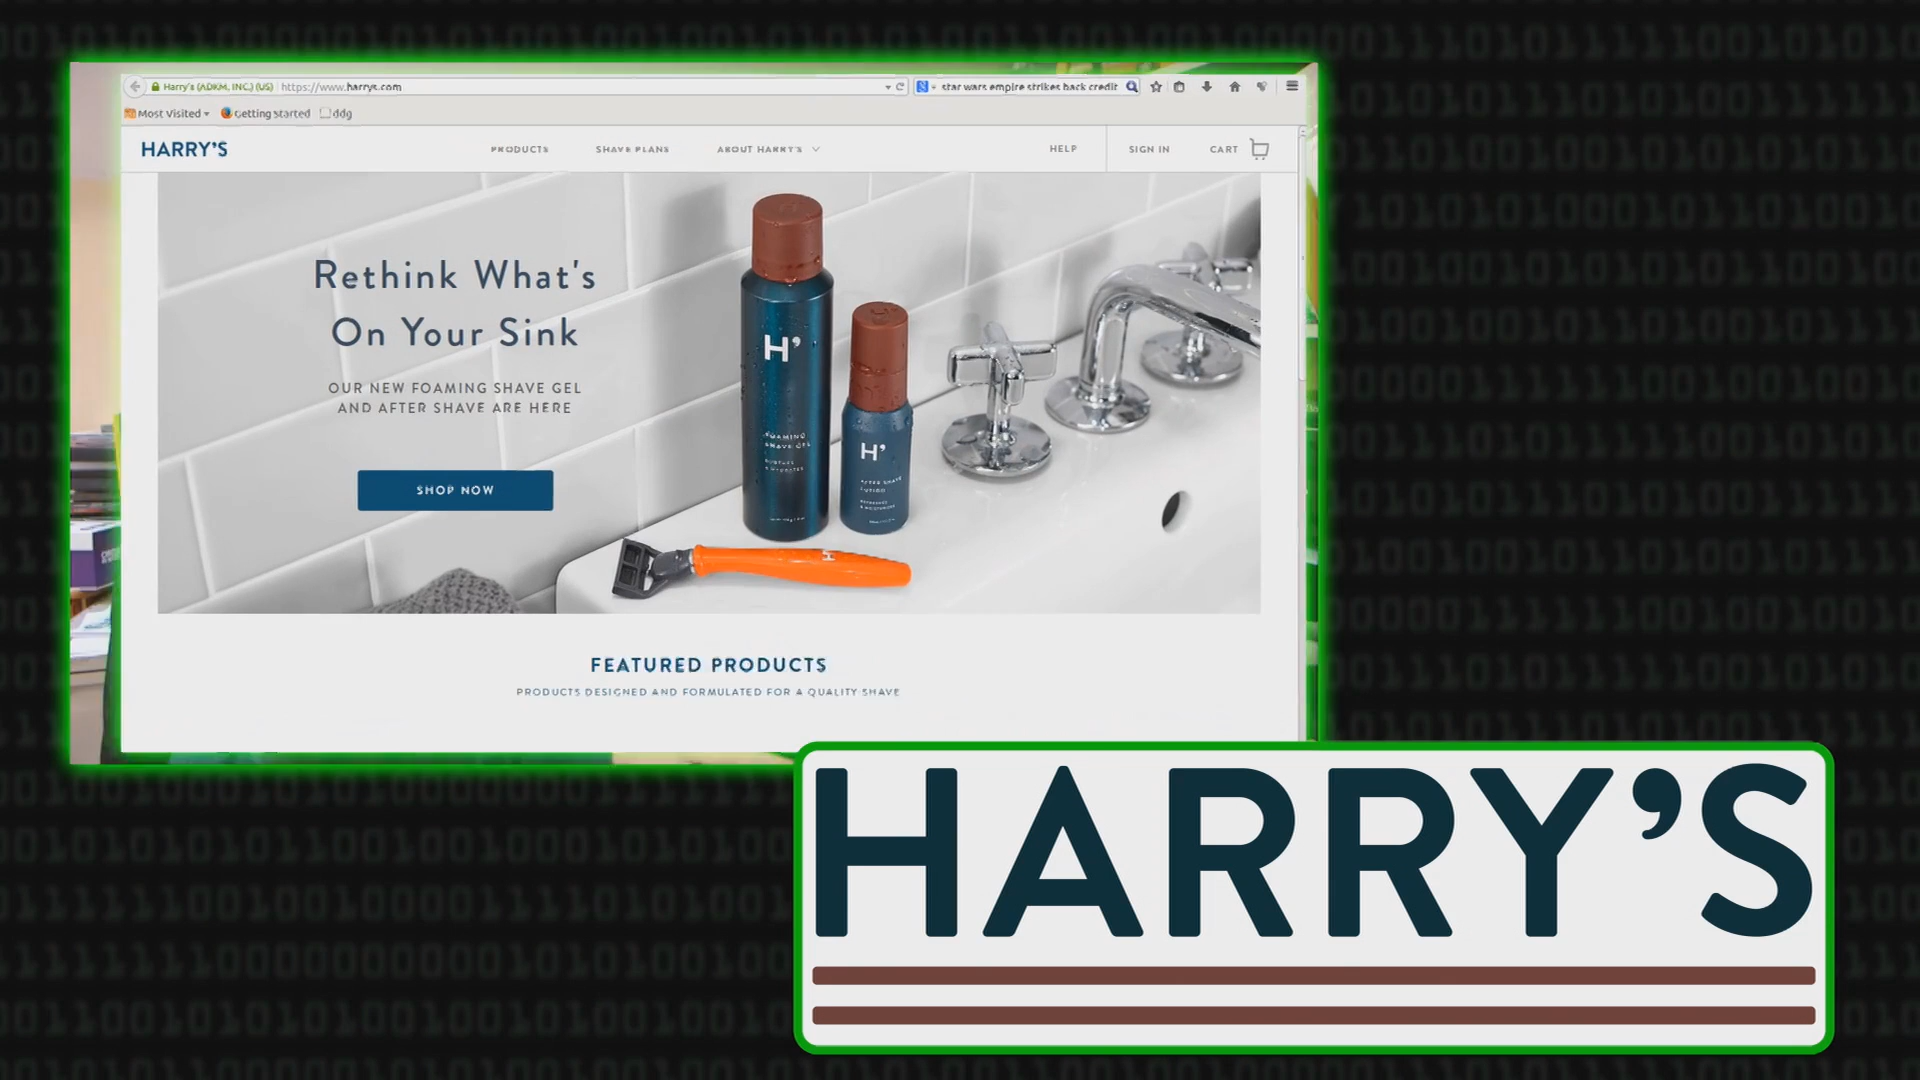 Harry's (ADKM, INC.) (US) https://www.harrys.com
star wars empire strikes back credit
Most Visited Getting Started ddg
HARRY'S PRODUCTS SHAVE PLANS ABOUT HARRY'S HELP SIGN IN CART
Rethink What's
On Your Sink
OUR NEW FOAMING SHAVE GEL
AND AFTER SHAVE ARE HERE
SHOP NOW
H'
FOAMING
SHAVE GEL
H'
AFTER SHAVE
LOTION
H'
FEATURED PRODUCTS
PRODUCTS DESIGNED AND FORMULATED FOR A QUALITY SHAVE
HARRY'S